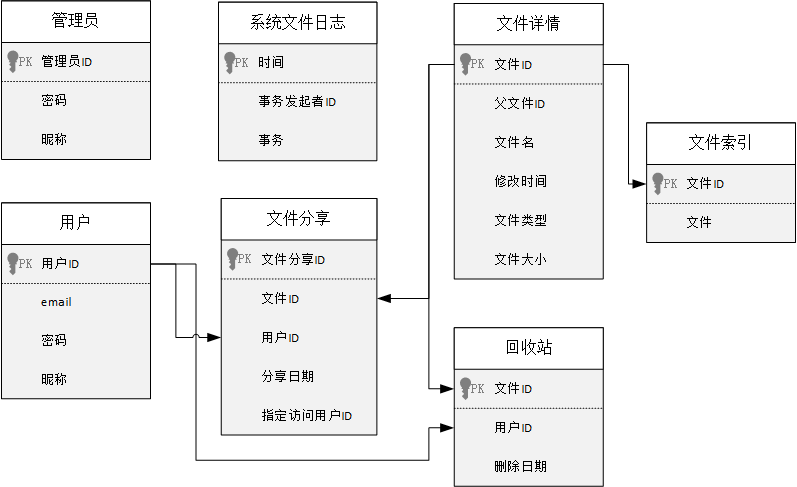 管理员
PK 管理员ID
密码
昵称
系统文件日志
PK 时间
事务发起者ID
事务
文件详情
PK 文件ID
父文件ID
文件名
修改时间
文件类型
文件大小
文件索引
PK 文件ID
文件
用户
PK 用户ID
email
密码
昵称
文件分享
PK 文件分享ID
文件ID
用户ID
分享日期
指定访问用户ID
回收站
PK 文件ID
用户ID
删除日期